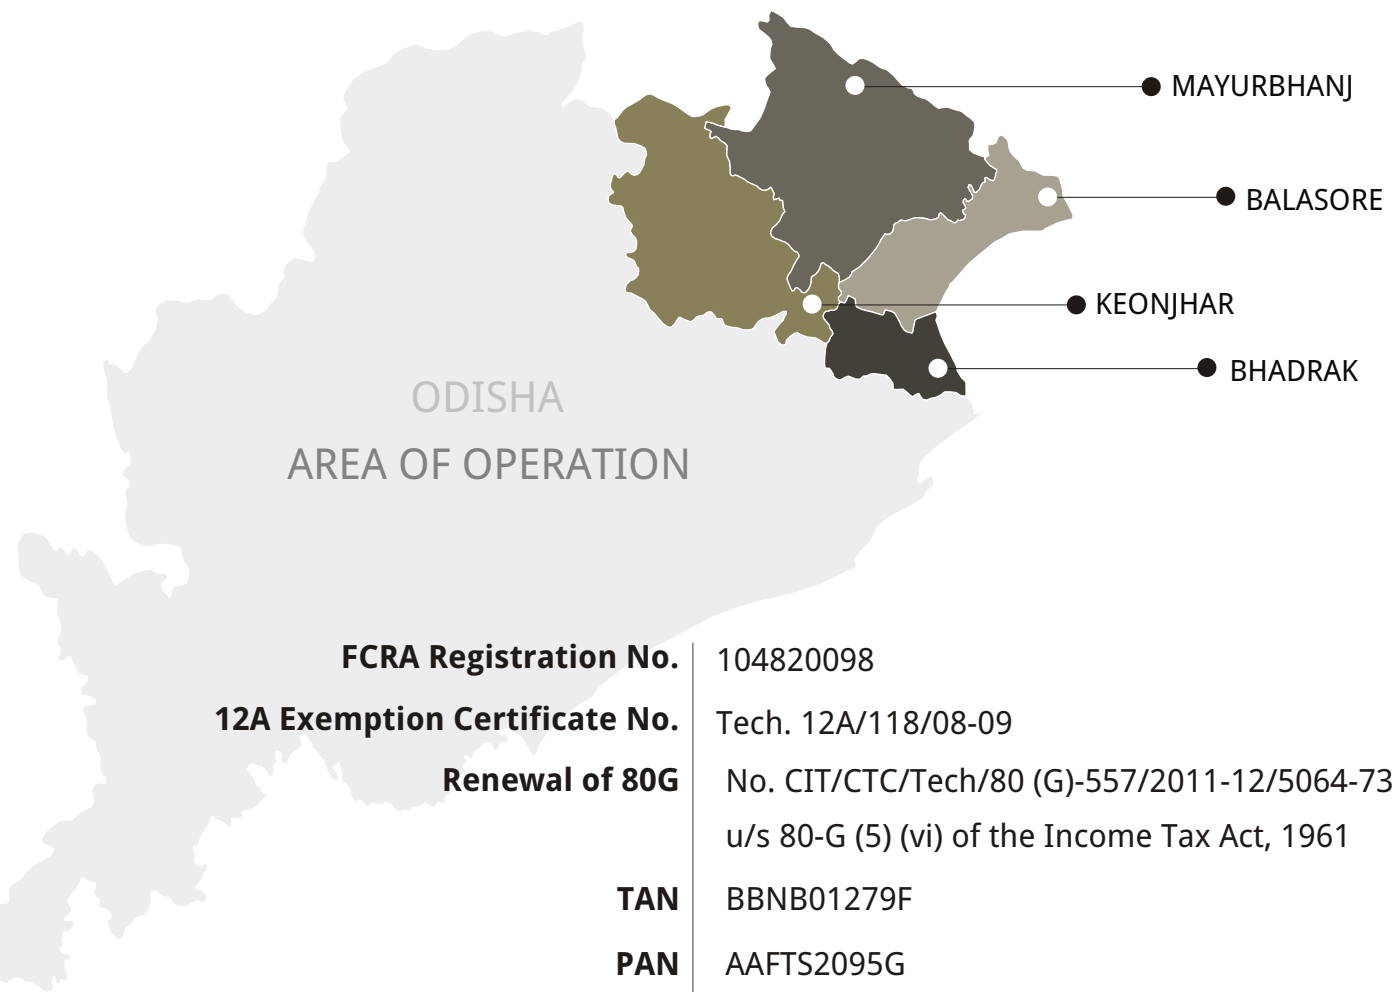 MAYURBHANJ
BALASORE
KEONJHAR
BHADRAK
ODISHA
AREA OF OPERATION
FCRA Registration No. 104820098
12A Exemption Certificate No. Tech. 12A/118/08-09
Renewal of 80G No. CIT/CTC/Tech/80 (G)-557/2011-12/5064-73
u/s 80-G (5) (vi) of the Income Tax Act, 1961
TAN BBNB01279F
PAN AAFTS2095G